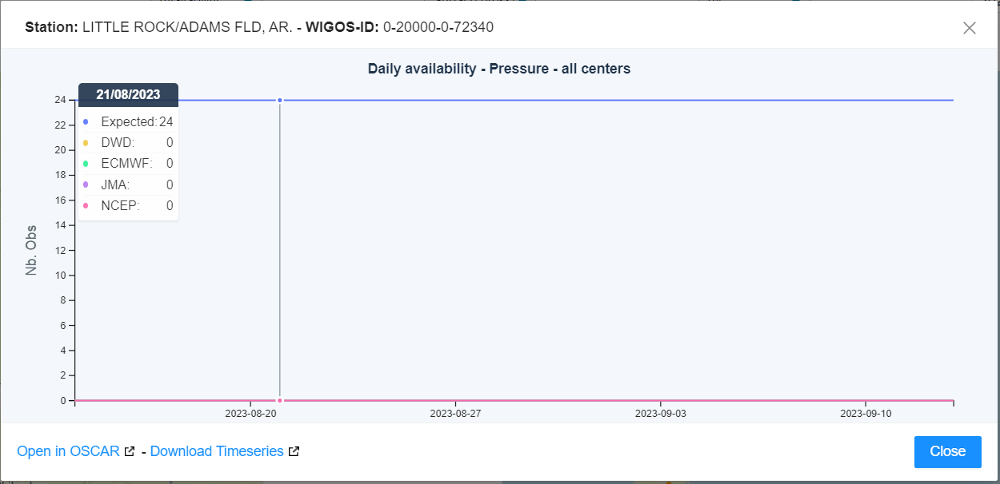 Station: LITTLE ROCK/ADAMS FLD, AR. - WIGOS-ID: 0-20000-0-72340
Daily availability - Pressure - all centers
21/08/2023
Expected: 24
DWD: 0
ECMWF: 0
JMA: 0
NCEP: 0
Nb. Obs
24
22
20
18
16
14
12
10
8
6
4
2
0
2023-08-20 2023-08-27 2023-09-03 2023-09-10
Open in OSCAR - Download Timeseries
Close